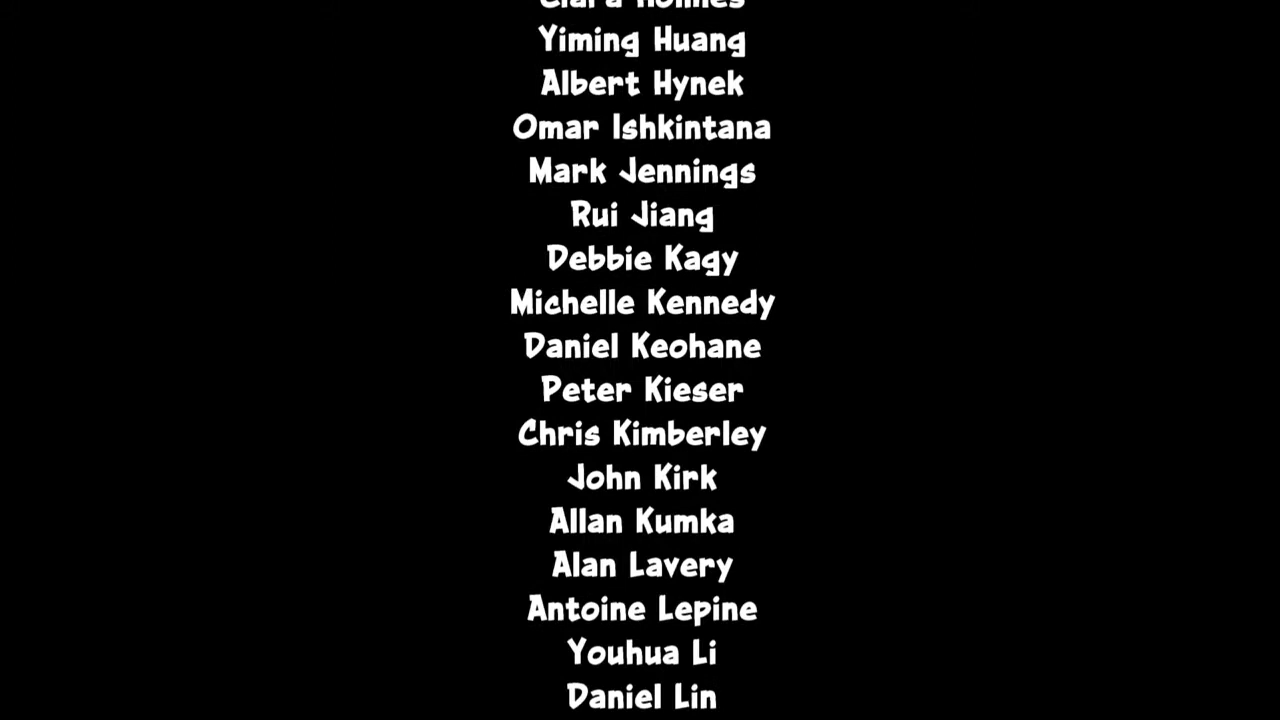 Yiming Huang
Albert Hynek
Omar Ishkintana
Mark Jennings
Rui Jiang
Debbie Kagy
Michelle Kennedy
Daniel Keohane
Peter Kieser
Chris Kimberley
John Kirk
Allan Kumka
Alan Lavery
Antoine Lepine
Youhua Li
Daniel Lin